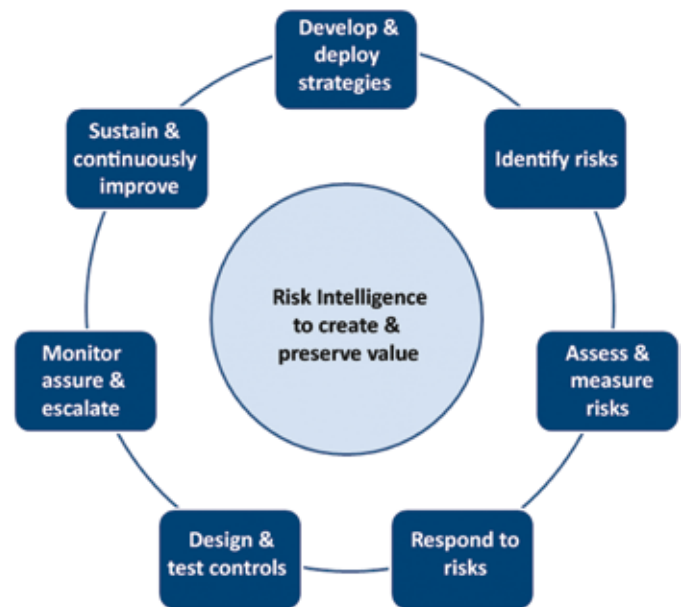 Develop &
deploy
strategies
Identify risks
Assess &
measure
risks
Respond to
risks
Design &
test controls
Monitor
assure &
escalate
Sustain &
continuously
improve
Risk Intelligence
to create &
preserve value